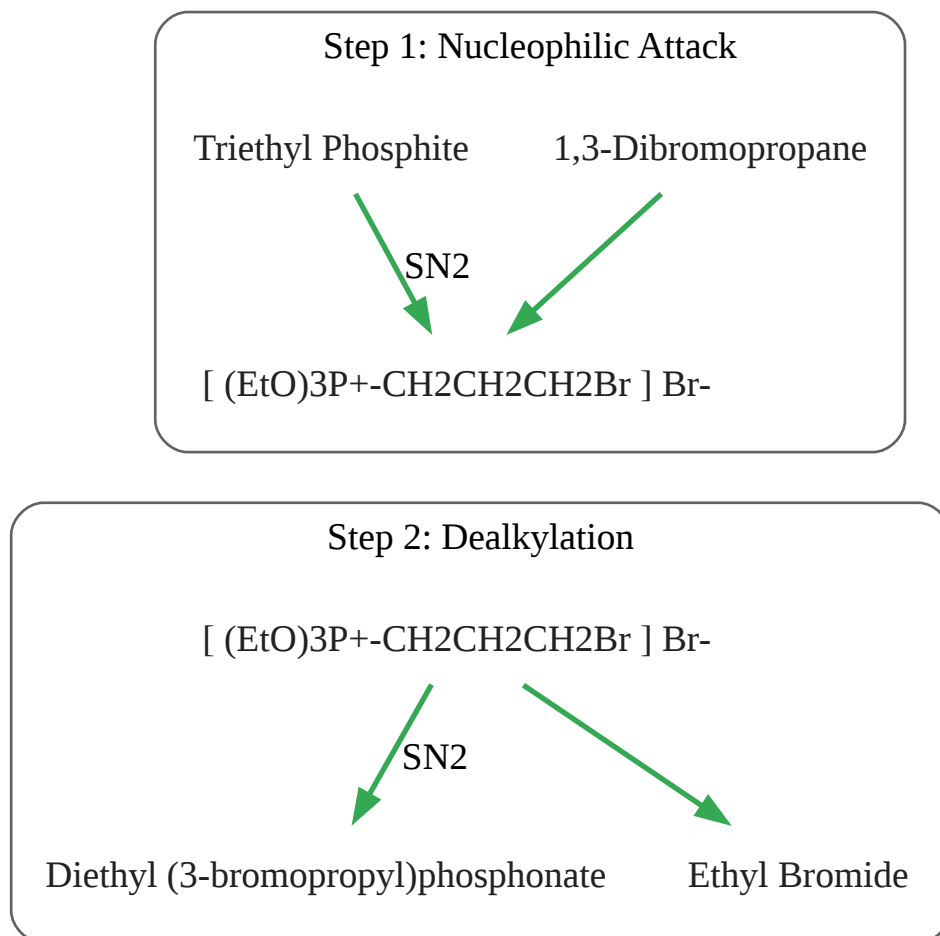 Step 1: Nucleophilic Attack
Triethyl Phosphite 1,3-Dibromopropane
SN2
[ (EtO)3P+-CH2CH2CH2Br ] Br-
Step 2: Dealkylation
[ (EtO)3P+-CH2CH2CH2Br ] Br-
SN2
Diethyl (3-bromopropyl)phosphonate Ethyl Bromide